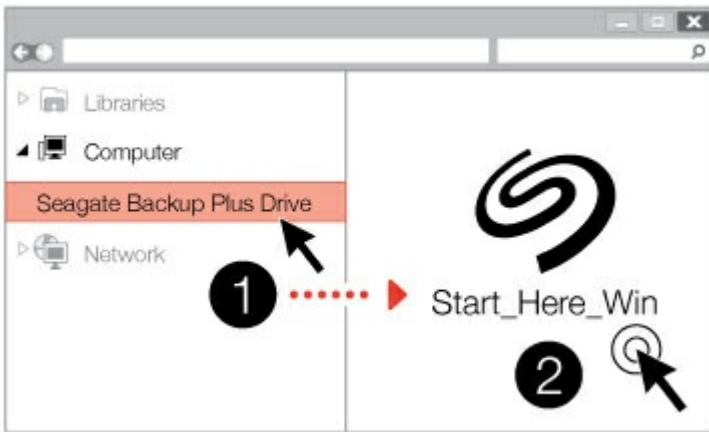 Libraries
Computer
Seagate Backup Plus Drive
Network
1
Start_Here_Win
2